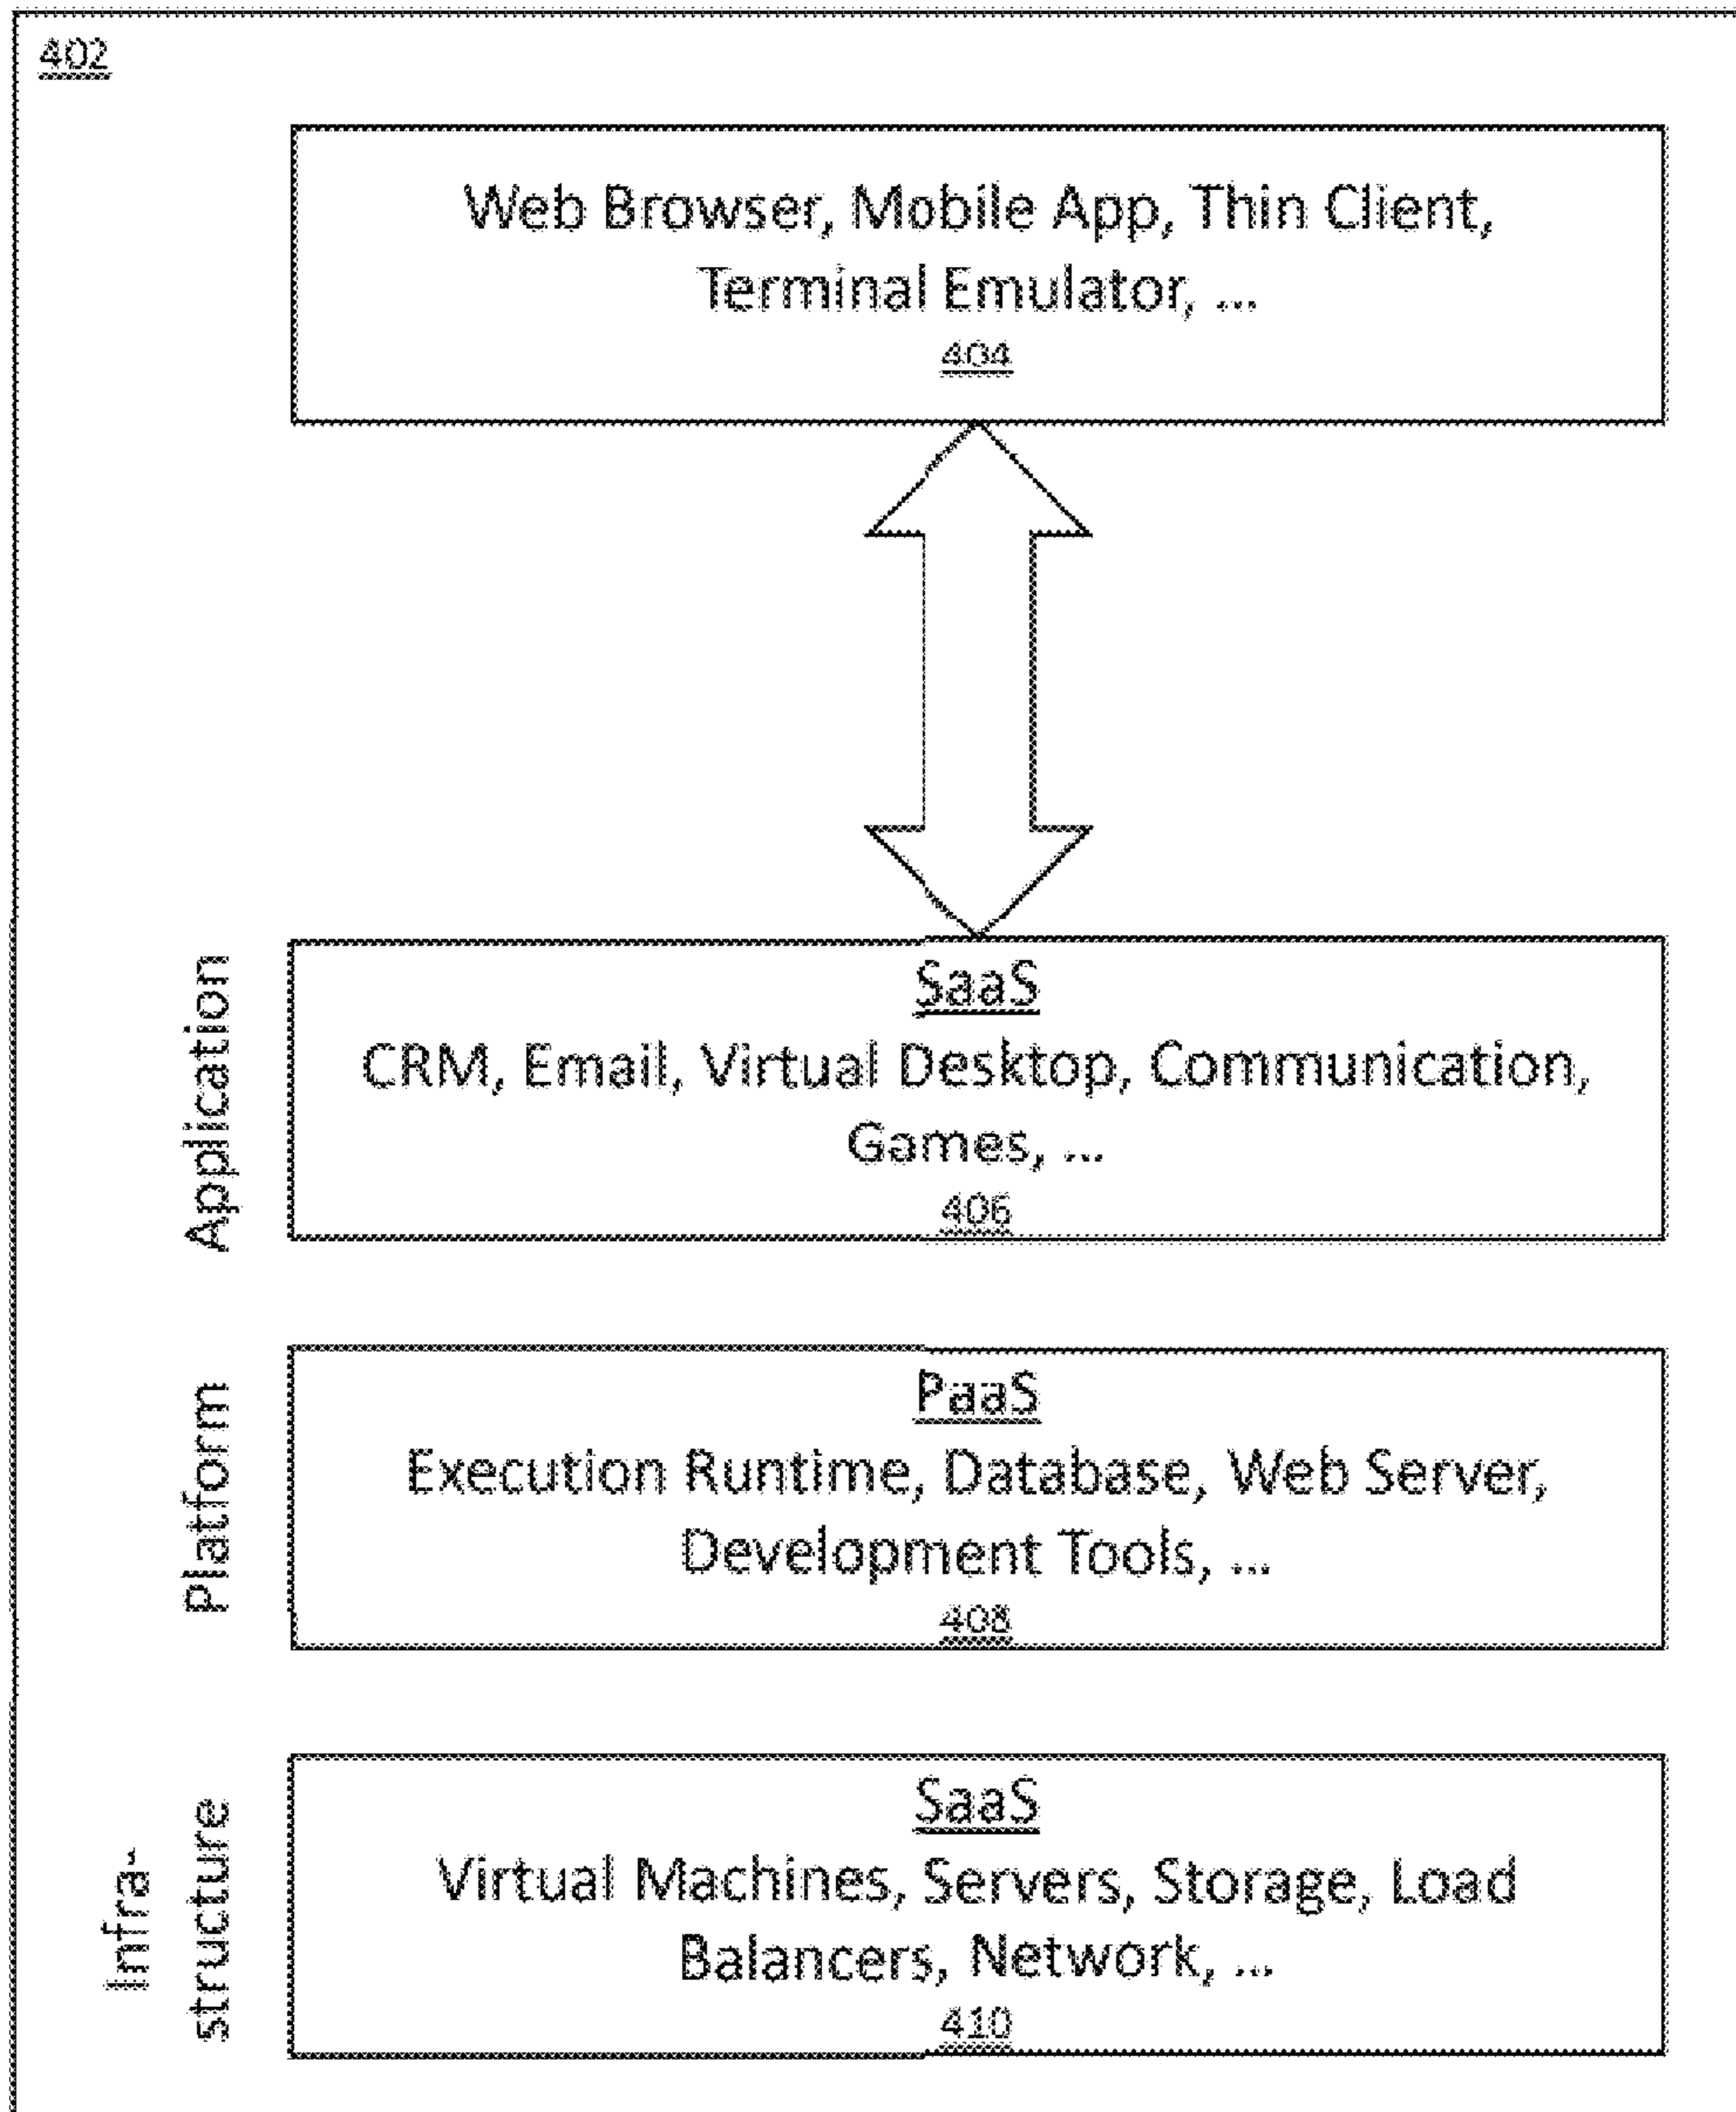 402
Web Browser, Mobile App, Thin Client,
Terminal Emulator, ...
404
Application
SaaS
CRM, Email, Virtual Desktop, Communication,
Games, ...
406
Platform
PaaS
Execution Runtime, Database, Web Server,
Development Tools, ...
408
Infra-
structure
SaaS
Virtual Machines, Servers, Storage, Load
Balancers, Network, ...
410